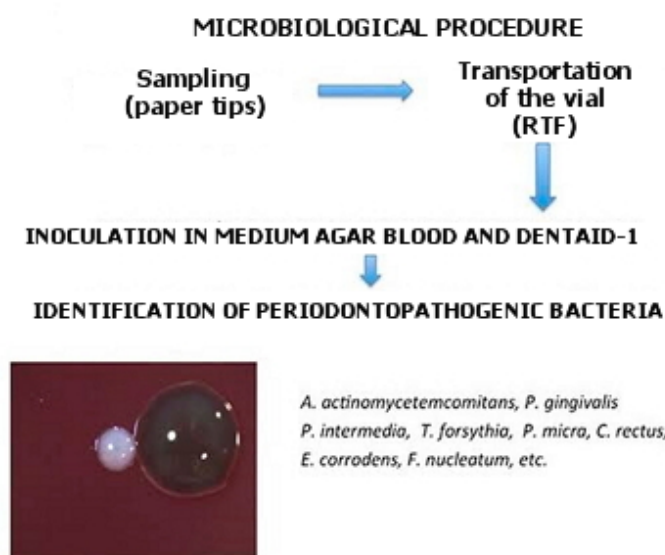 MICROBIOLOGICAL PROCEDURE
Sampling
(paper tips)
Transportation
of the vial
(RTF)
INOCULATION IN MEDIUM AGAR BLOOD AND DENTAID-1
IDENTIFICATION OF PERIODONTOPATHOGENIC BACTERIA
A. actinomycetemcomitans, P. gingivalis
P. intermedia, T. forsythia, P. micra, C. rectus,
E. corrodens, F. nucleatum, etc.